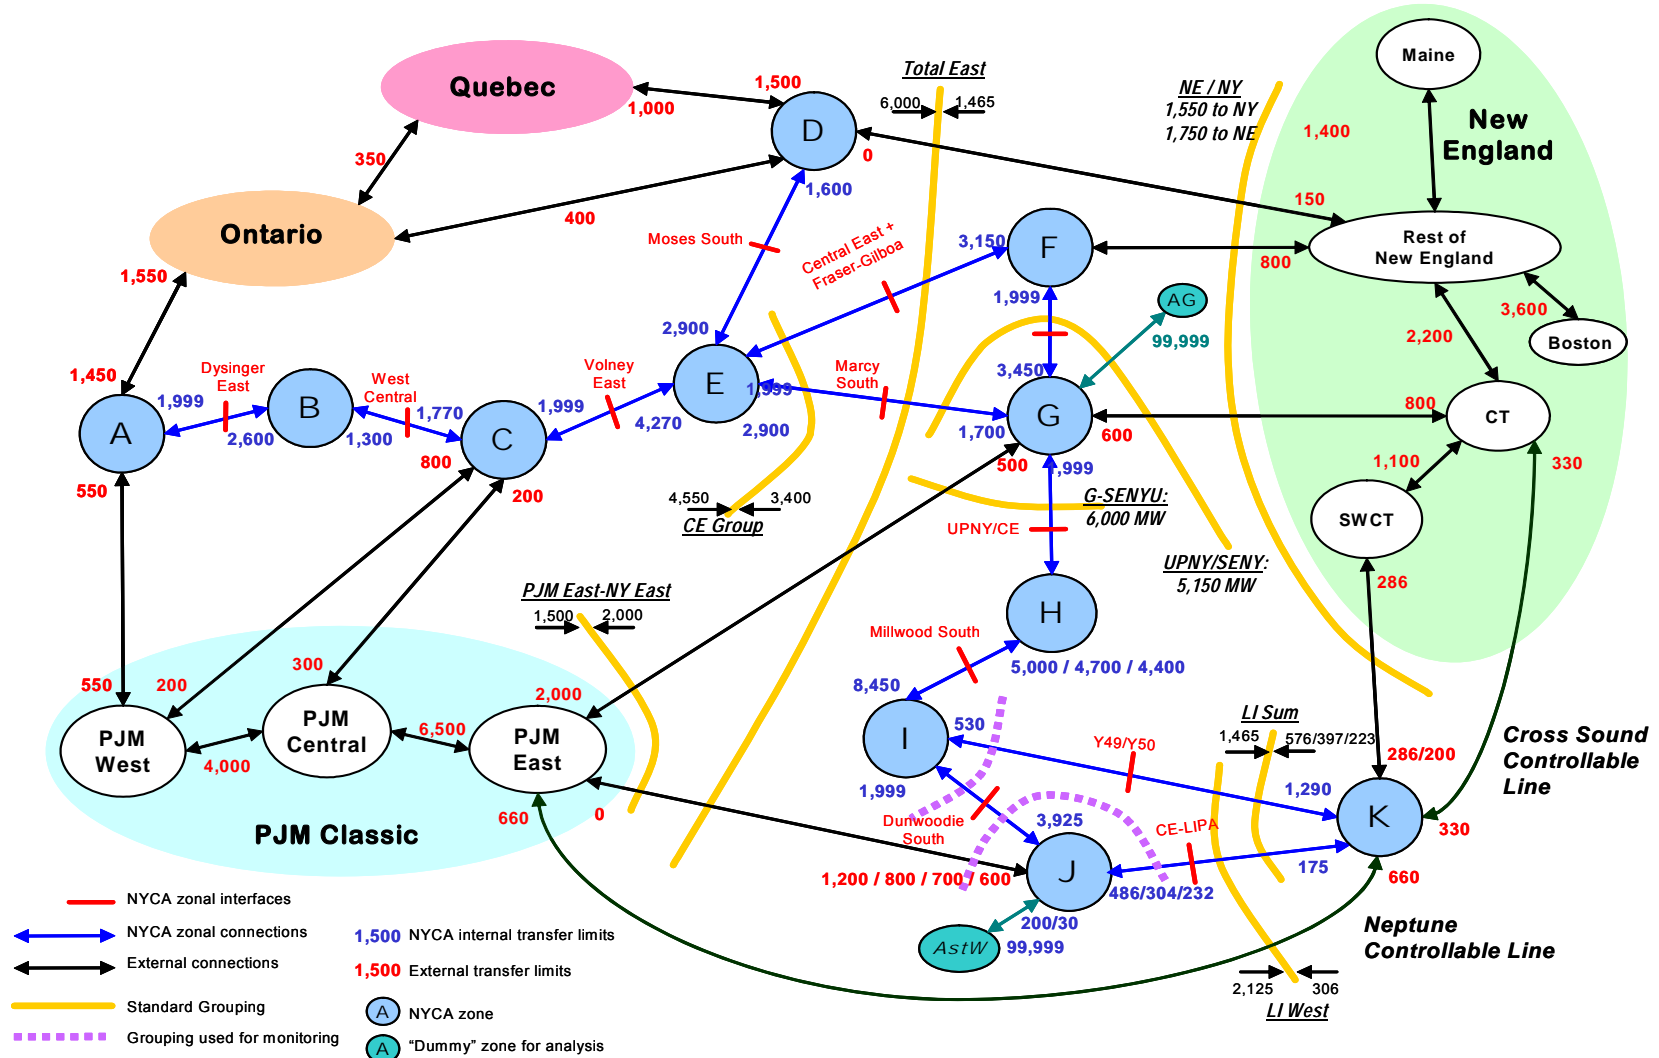 Maine
Total East
6,000
1,465
NE / NY
1,550 to NY
1,750 to NE
Quebec
1,500
1,000
D
0
1,400
New
England
350
1,600
150
Ontario
400
Moses South
Central East +
Fraser-Gilboa
3,150
F
800
Rest of
New England
1,550
1,999
AG
99,999
3,600
Boston
2,200
2,900
1,450
Dysinger
East
West
Central
Volney
East
Marcy
South
3,450
A
1,999
2,600
B
1,770
1,300
C
1,999
4,270
E
1,999
2,900
1,700
G
600
800
CT
550
800
200
500
1,999
1,100
330
4,550
3,400
CE Group
G-SENYU:
6,000 MW
SWCT
UPNY/CE
UPNY/SENY:
5,150 MW
286
PJM East-NY East
1,500
2,000
H
Millwood South
5,000 / 4,700 / 4,400
550
200
300
2,000
8,450
PJM
West
4,000
PJM
Central
6,500
PJM
East
I
530
Y49/Y50
LI Sum
1,465
576/397/223
286/200
Cross Sound
Controllable
Line
1,999
1,290
K
330
660
0
PJM Classic
Dunwoodie
South
3,925
CE-LIPA
175
660
1,200 / 800 / 700 / 600
J
486/304/232
200/30
AstW
99,999
Neptune
Controllable Line
2,125
306
LI West
NYCA zonal interfaces
NYCA zonal connections
External connections
Standard Grouping
Grouping used for monitoring
1,500 NYCA internal transfer limits
1,500 External transfer limits
A NYCA zone
A "Dummy" zone for analysis